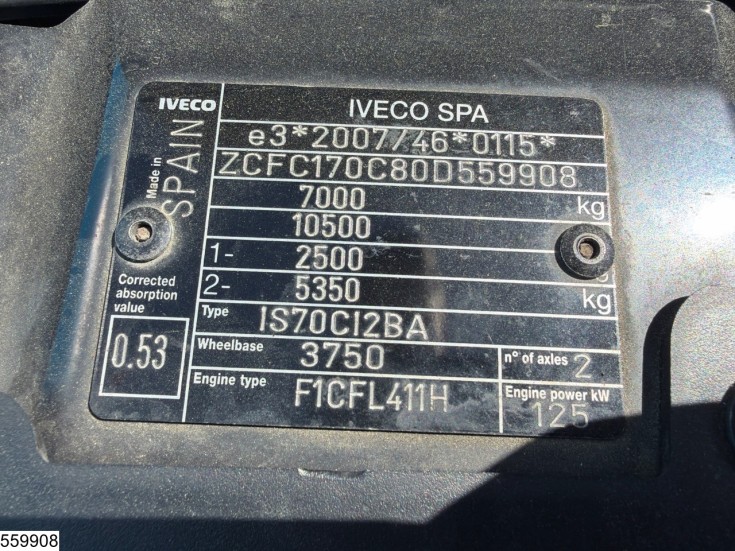 IVECO
IVECO SPA
Made in SPAIN
e3*2007/46*0115*
ZCFC170C80D559908
7000 kg
10500
1- 2500
2- 5350 kg
Corrected
absorption
value
0.53
Type IS70CI2BA
Wheelbase 3750
n° of axles 2
Engine type F1CFL411H
Engine power kW
125
559908